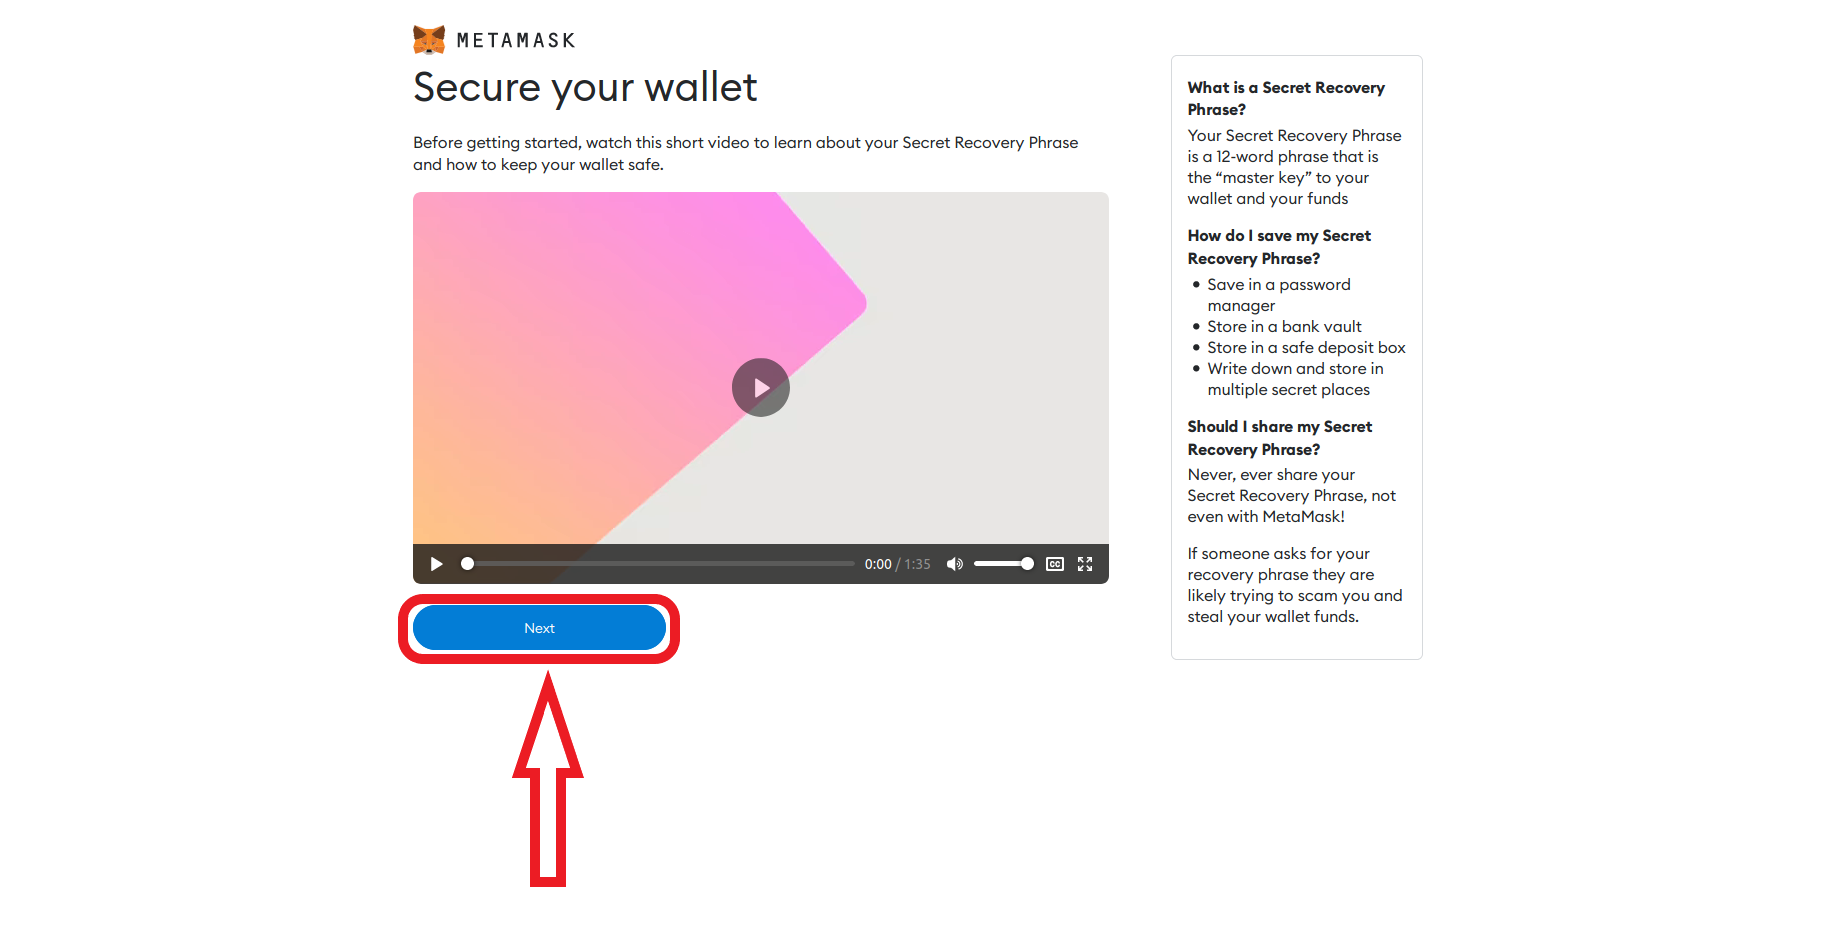 METAMASK
Secure your wallet
Before getting started, watch this short video to learn about your Secret Recovery Phrase
and how to keep your wallet safe.
0:00 / 1:35
CC
Next
What is a Secret Recovery
Phrase?
Your Secret Recovery Phrase
is a 12-word phrase that is
the “master key” to your
wallet and your funds
How do I save my Secret
Recovery Phrase?
• Save in a password
manager
• Store in a bank vault
• Store in a safe deposit box
• Write down and store in
multiple secret places
Should I share my Secret
Recovery Phrase?
Never, ever share your
Secret Recovery Phrase, not
even with MetaMask!
If someone asks for your
recovery phrase they are
likely trying to scam you and
steal your wallet funds.